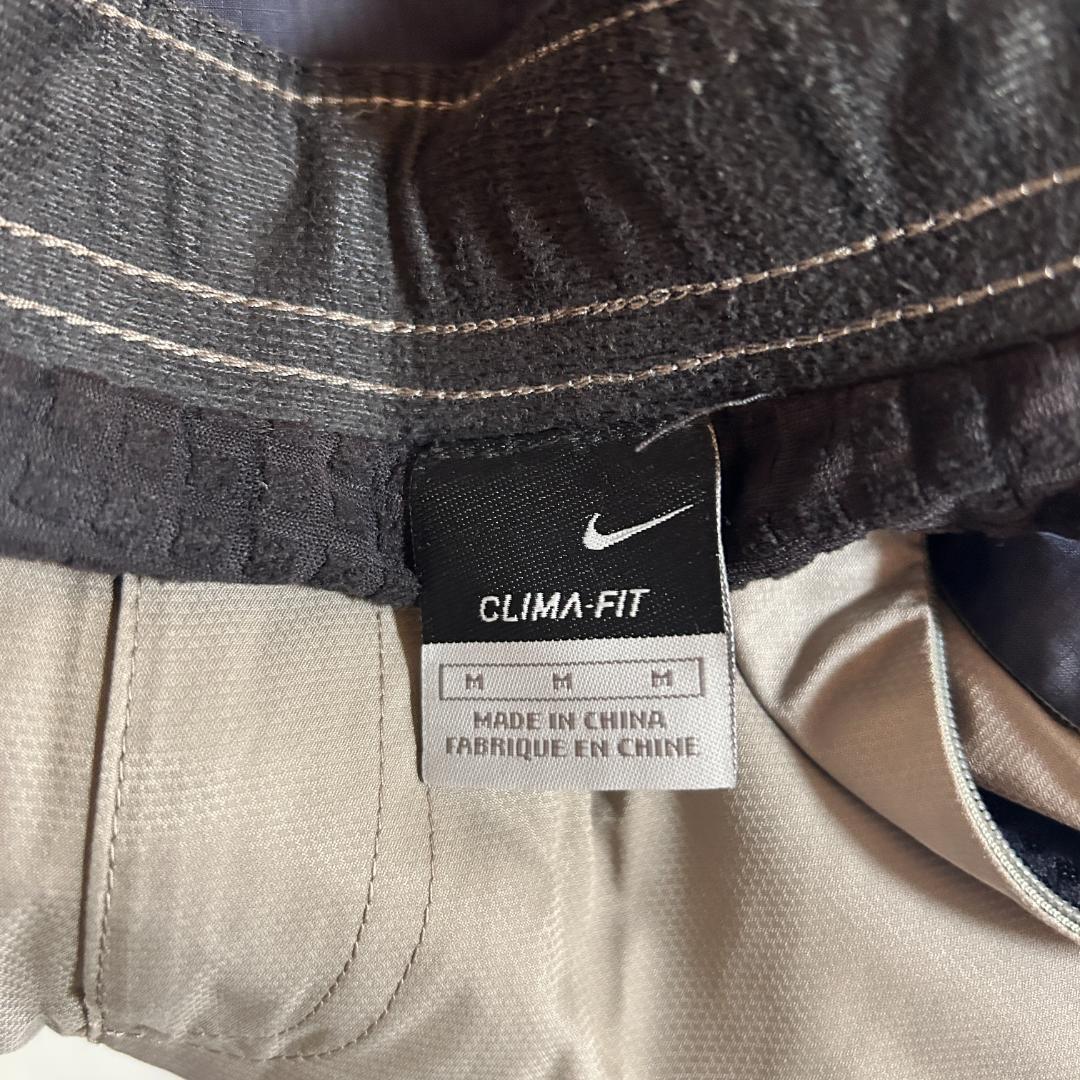 CLIMA-FIT
M M M
MADE IN CHINA
FABRIQUE EN CHINE